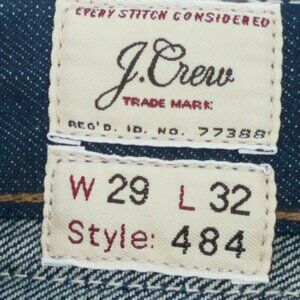 EVERY STITCH CONSIDERED
J.Crew
TRADE MARK
REG'D. ID. NO. 77388
W 29 L 32
Style: 484